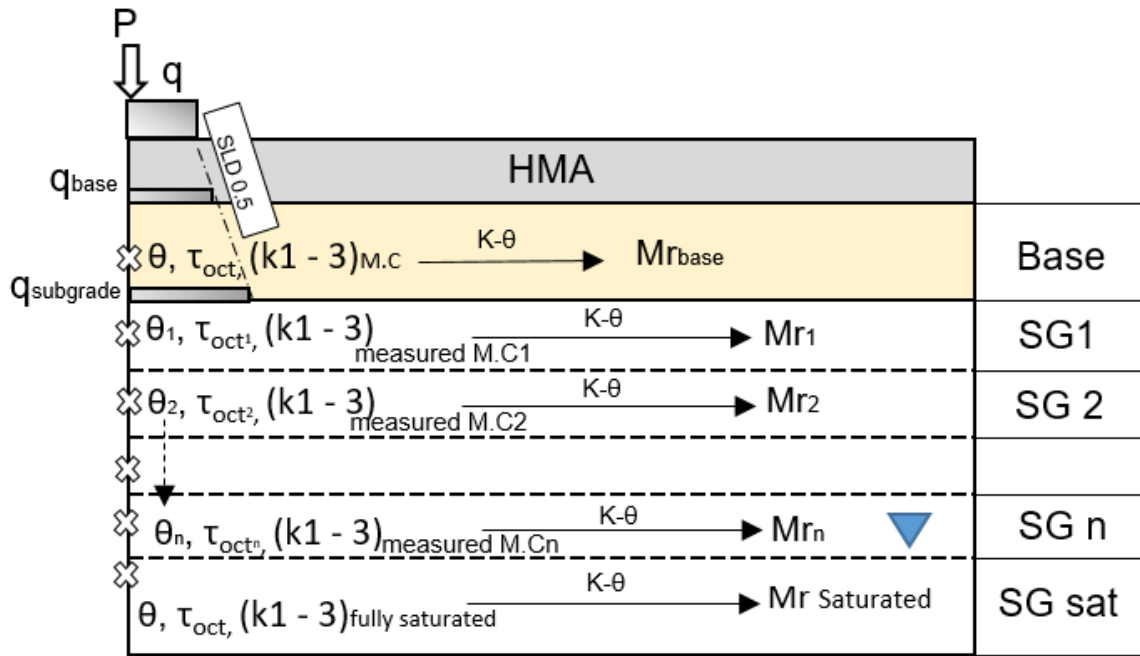 P
q
SLD 0.5
HMA
qbase
K-θ
θ, τoct, (k1 - 3)M.C
Mrbase
Base
qsubgrade
K-θ
θ1, τoct1, (k1 - 3)measured M.C1
Mr1
SG1
K-θ
θ2, τoct2, (k1 - 3)measured M.C2
Mr2
SG 2
K-θ
θn, τoctn, (k1 - 3)measured M.Cn
Mrn
SG n
K-θ
θ, τoct, (k1 - 3)fully saturated
Mr Saturated
SG sat